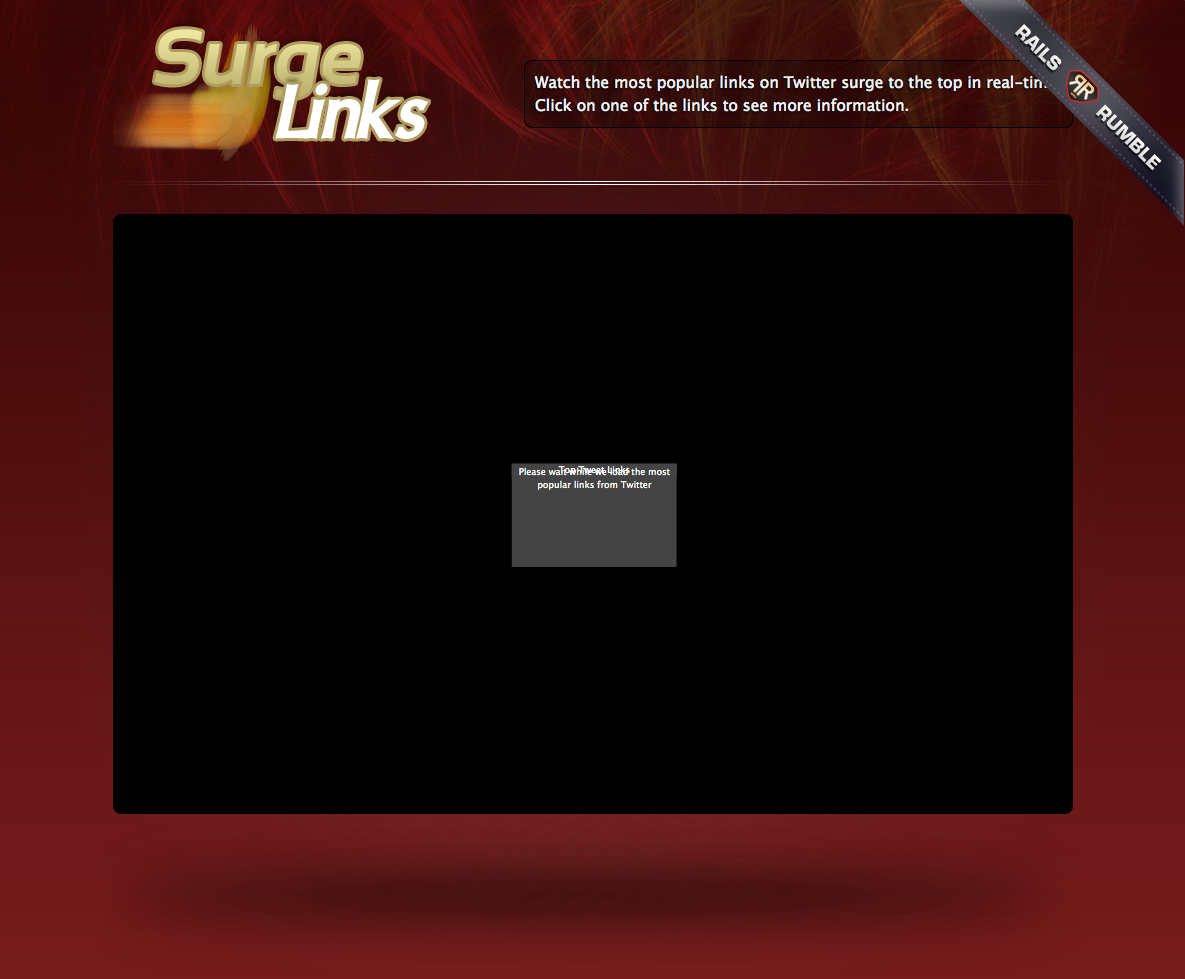 Surge
Links
Watch the most popular links on Twitter surge to the top in real-tim
Click on one of the links to see more information.
RAILS RR RUMBLE
Top Tweet Links
Please wait while we load the most
popular links from Twitter